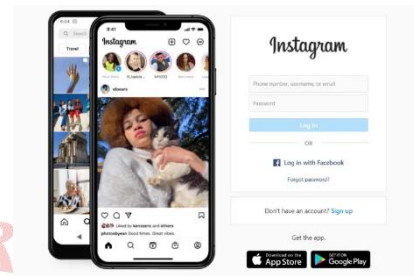 Instagram
Instagram
Phone number, username, or email
Password
Log in
OR
Log in with Facebook
Forgot password?
Don't have an account? Sign up
Get the app.
Download on the
App Store
GET IT ON
Google Play
Search
Travel